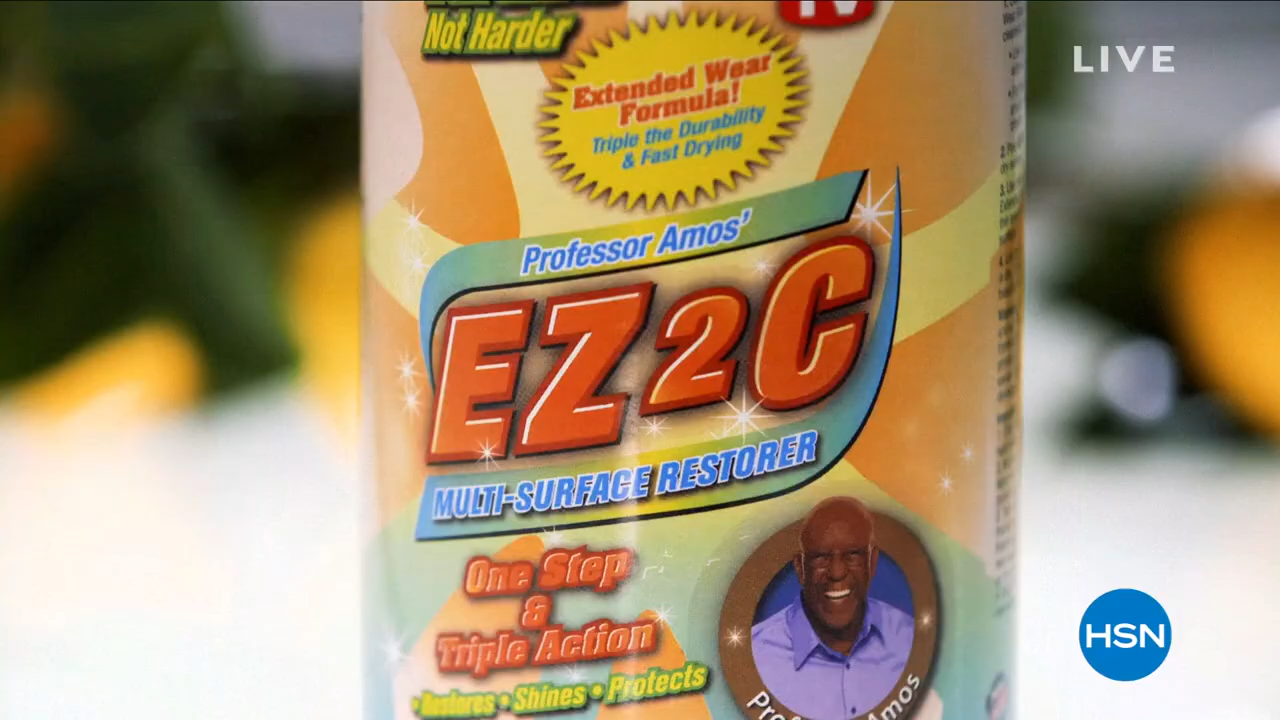 Not Harder
TV
LIVE
Extended Wear
Formula!
Triple the Durability
& Fast Drying
Professor Amos'
EZ2C
MULTI-SURFACE RESTORER
One Step
&
Triple Action
• Restores • Shines • Protects
HSN